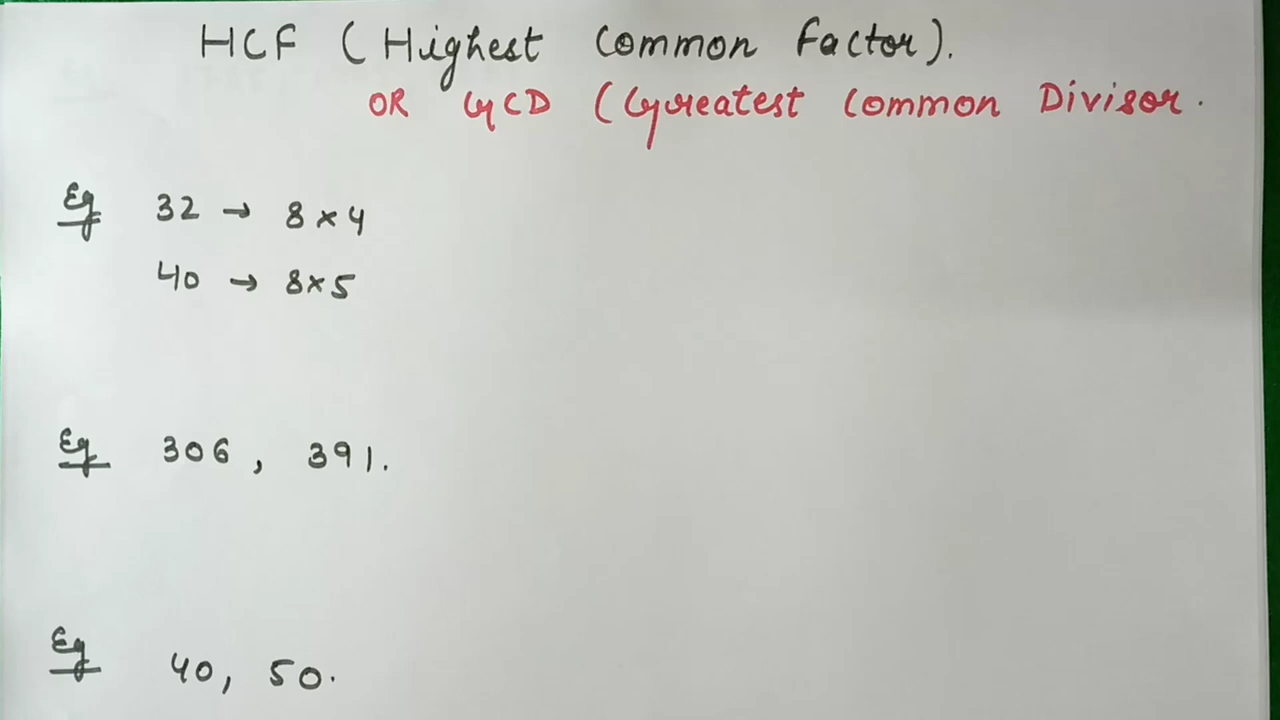 HCF (Highest Common Factor).
OR GCD (Greatest Common Divisor.
Eg 32 → 8 × 4
40 → 8 × 5
Eg 306, 391.
Eg 40, 50.